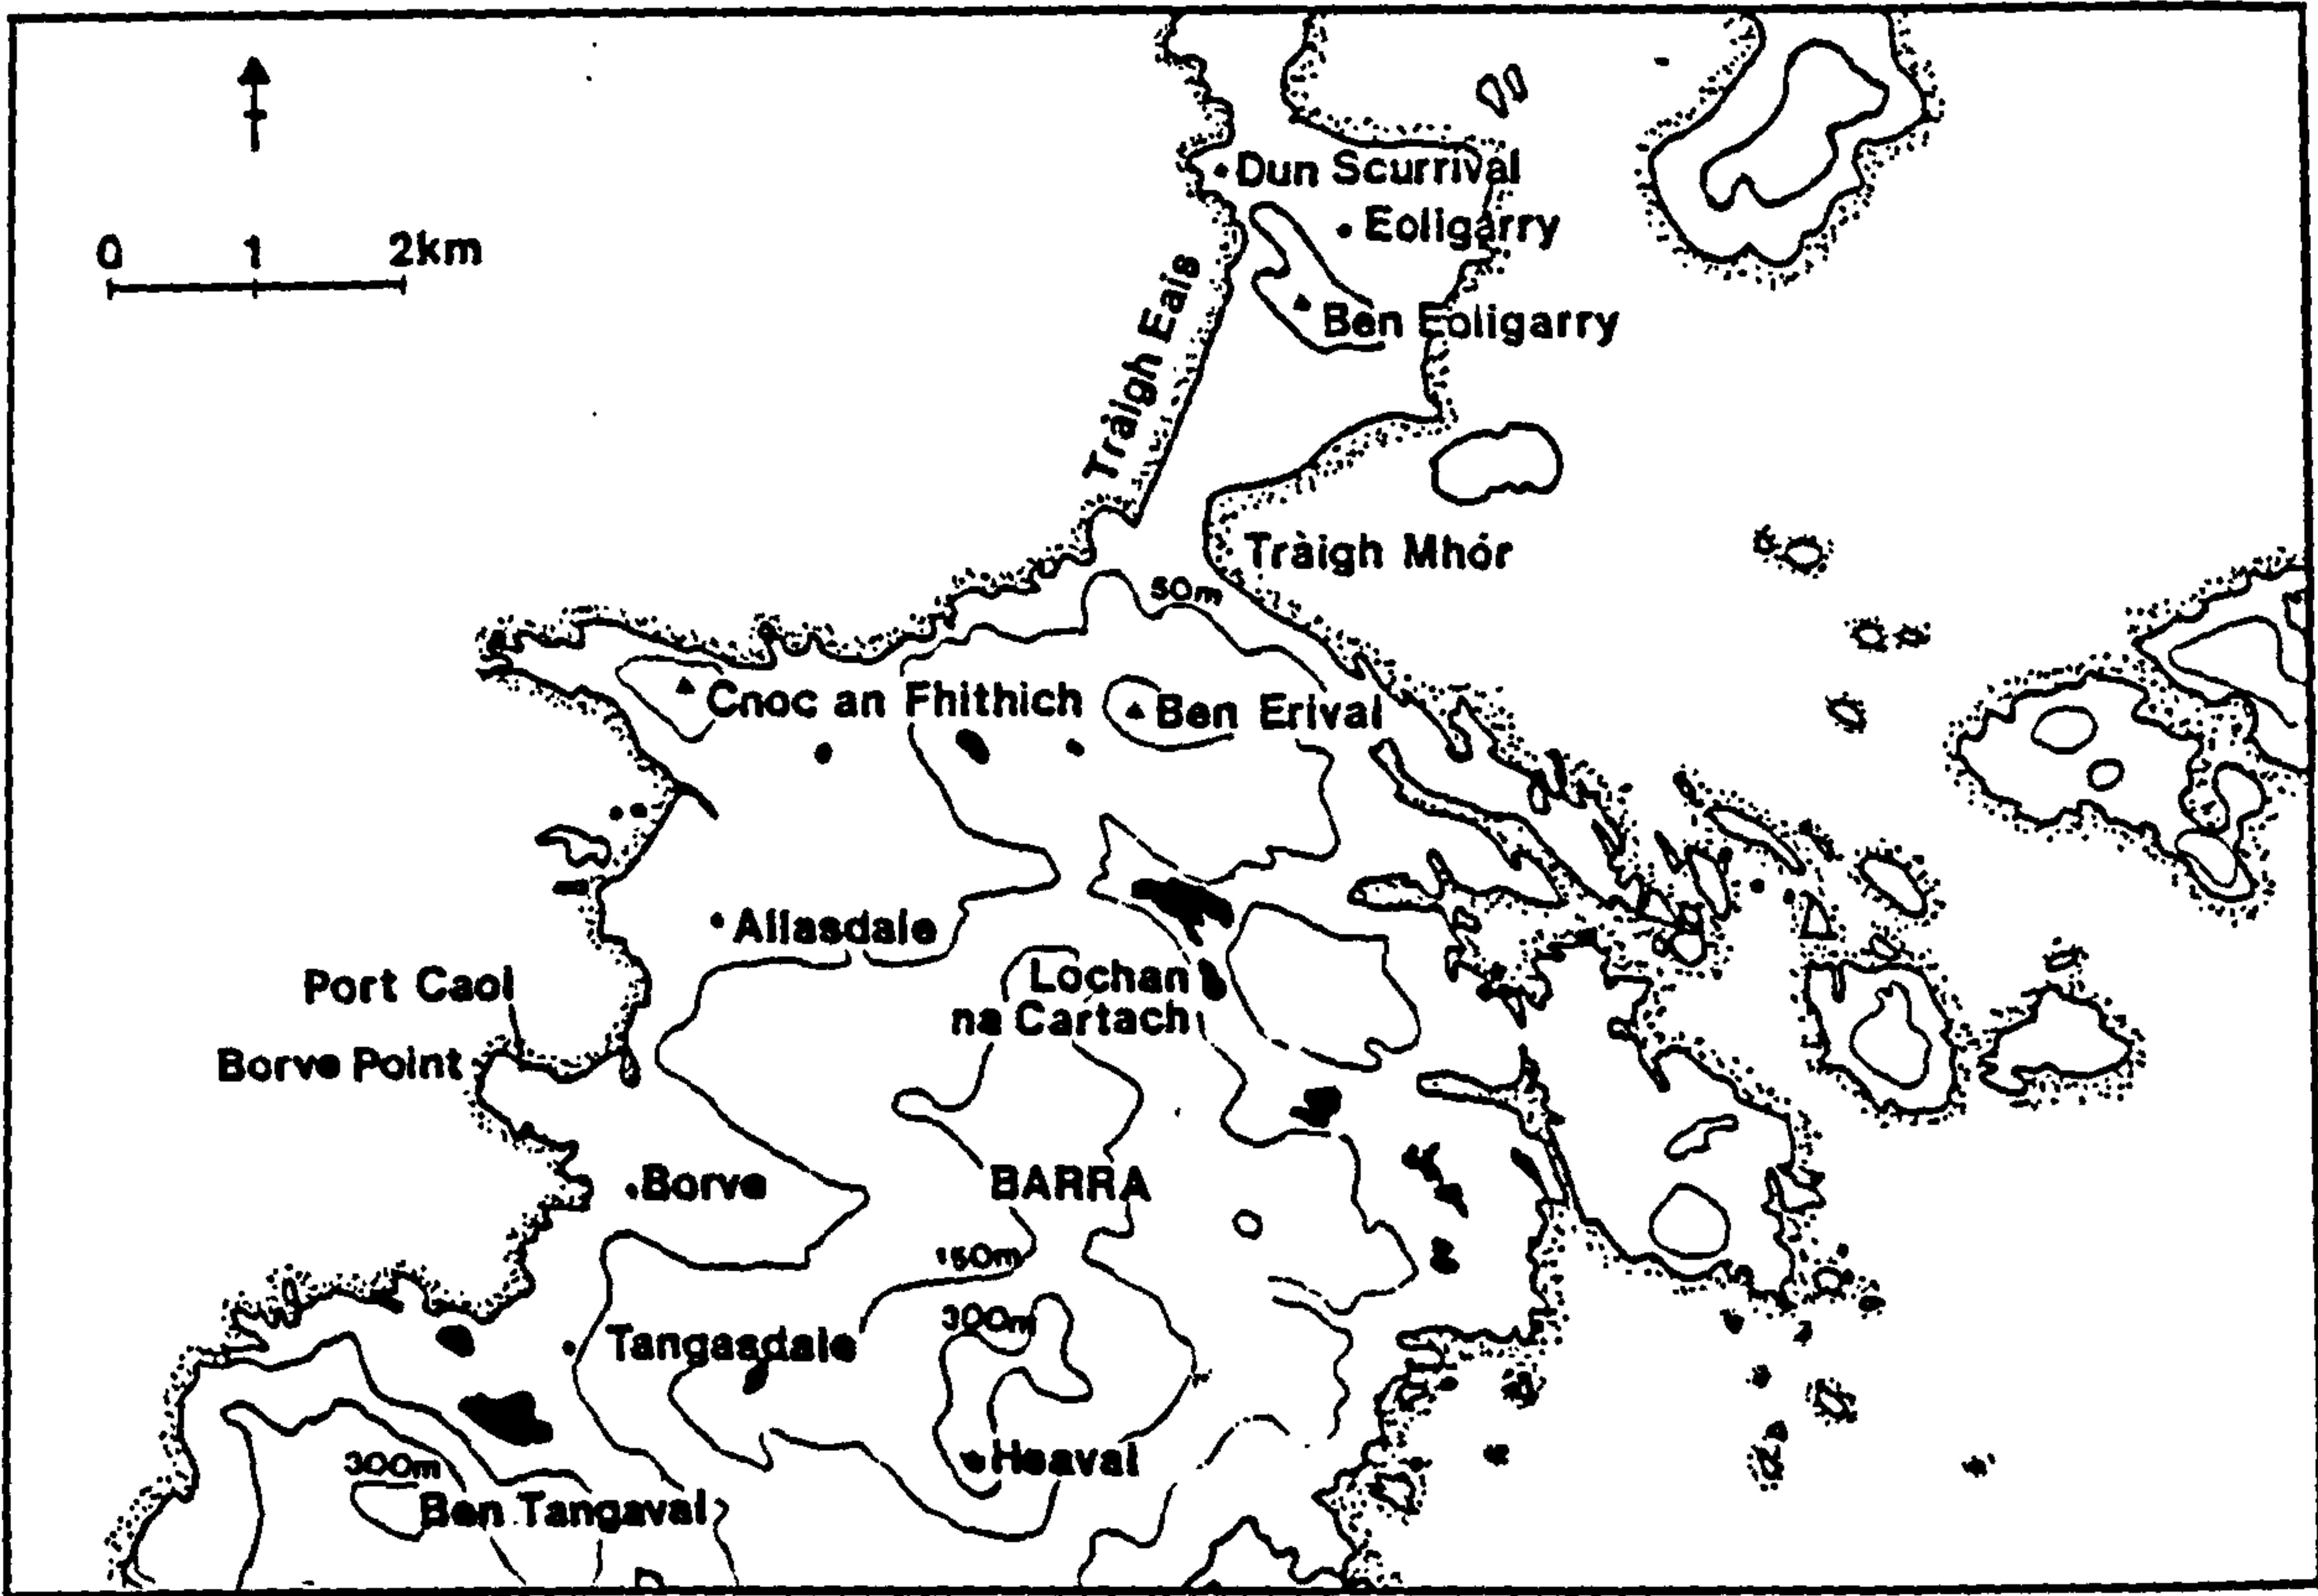 Dun Scurrival
Eoligarry
0 1 2km
Tràigh Eais
Ben Eoligarry
Tràigh Mhór
50m
Cnoc an Fhithich
Ben Erival
Allasdale
Port Caol
Lochan
na Cartach
Borve Point
Borve
BARRA
150m
300m
Tangasdale
Heaval
300m
Ben Tangaval